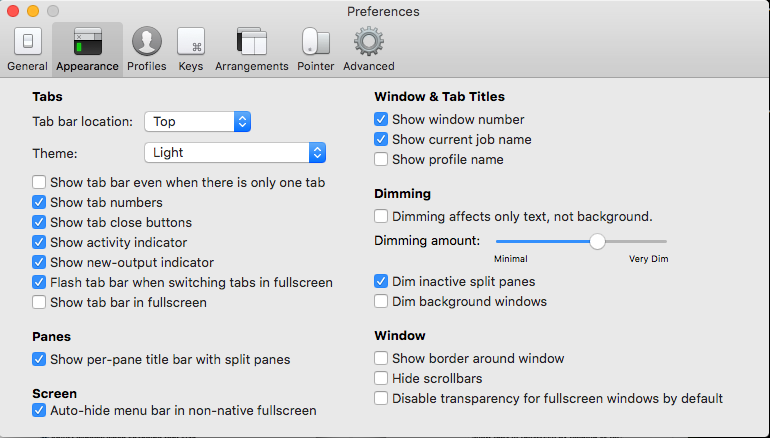 Preferences
General
Appearance
Profiles
Keys
Arrangements
Pointer
Advanced
Tabs
Tab bar location: Top
Theme: Light
Show tab bar even when there is only one tab
Show tab numbers
Show tab close buttons
Show activity indicator
Show new-output indicator
Flash tab bar when switching tabs in fullscreen
Show tab bar in fullscreen
Panes
Show per-pane title bar with split panes
Screen
Auto-hide menu bar in non-native fullscreen
Window & Tab Titles
Show window number
Show current job name
Show profile name
Dimming
Dimming affects only text, not background.
Dimming amount:
Minimal Very Dim
Dim inactive split panes
Dim background windows
Window
Show border around window
Hide scrollbars
Disable transparency for fullscreen windows by default